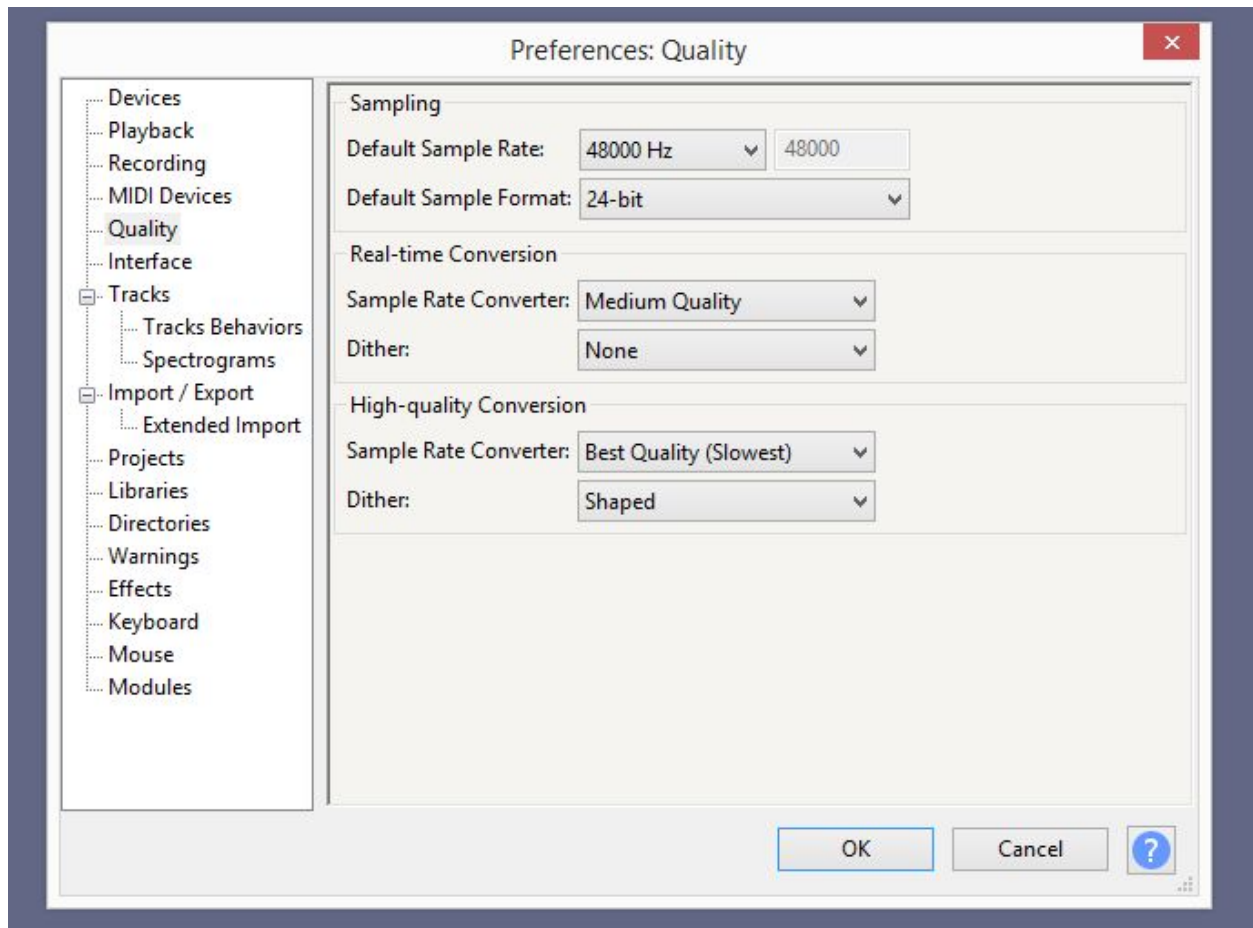 Preferences: Quality
Devices
Playback
Recording
MIDI Devices
Quality
Interface
Tracks
Tracks Behaviors
Spectrograms
Import / Export
Extended Import
Projects
Libraries
Directories
Warnings
Effects
Keyboard
Mouse
Modules
Sampling
Default Sample Rate: 48000 Hz 48000
Default Sample Format: 24-bit
Real-time Conversion
Sample Rate Converter: Medium Quality
Dither: None
High-quality Conversion
Sample Rate Converter: Best Quality (Slowest)
Dither: Shaped
OK Cancel ?